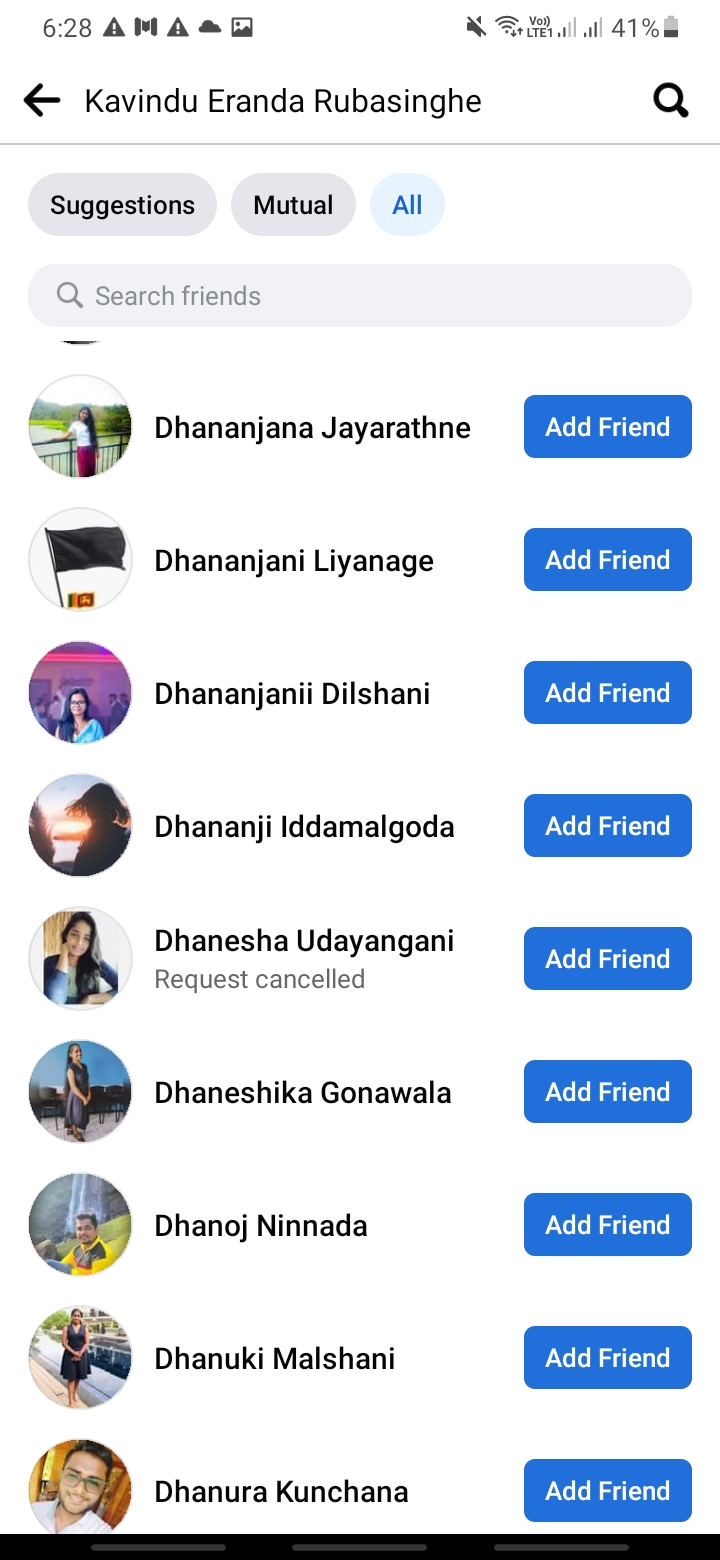 6:28
Vo)) LTE1 41%
Kavindu Eranda Rubasinghe
Suggestions Mutual All
Search friends
Dhananjana Jayarathne Add Friend
Dhananjani Liyanage Add Friend
Dhananjanii Dilshani Add Friend
Dhananji Iddamalgoda Add Friend
Dhanesha Udayangani Add Friend
Request cancelled
Dhaneshika Gonawala Add Friend
Dhanoj Ninnada Add Friend
Dhanuki Malshani Add Friend
Dhanura Kunchana Add Friend